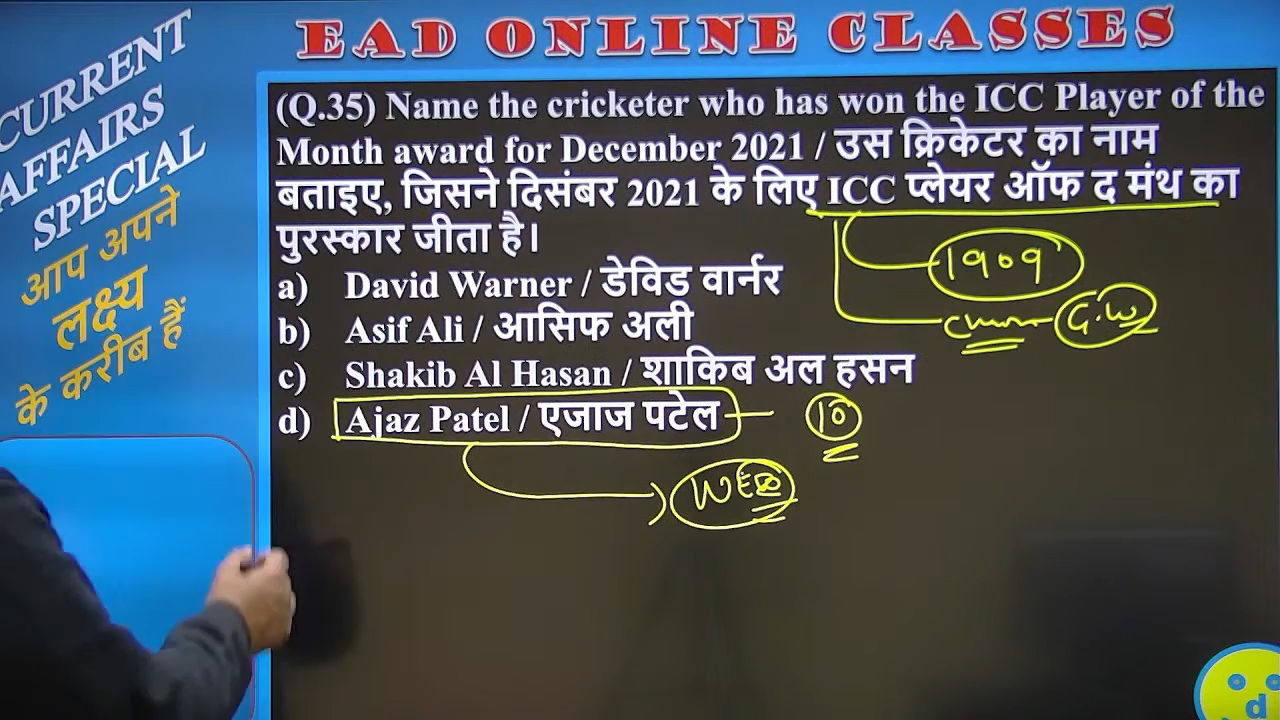 EAD ONLINE CLASSES
CURRENT
AFFAIRS
SPECIAL
आप अपने
लक्ष्य
के करीब हैं
(Q.35) Name the cricketer who has won the ICC Player of the
Month award for December 2021 / उस क्रिकेटर का नाम
बताइए, जिसने दिसंबर 2021 के लिए ICC प्लेयर ऑफ द मंथ का
पुरस्कार जीता है।
a) David Warner / डेविड वार्नर
b) Asif Ali / आसिफ अली
c) Shakib Al Hasan / शाकिब अल हसन
d) Ajaz Patel / एजाज पटेल
1909
G.W
10
d